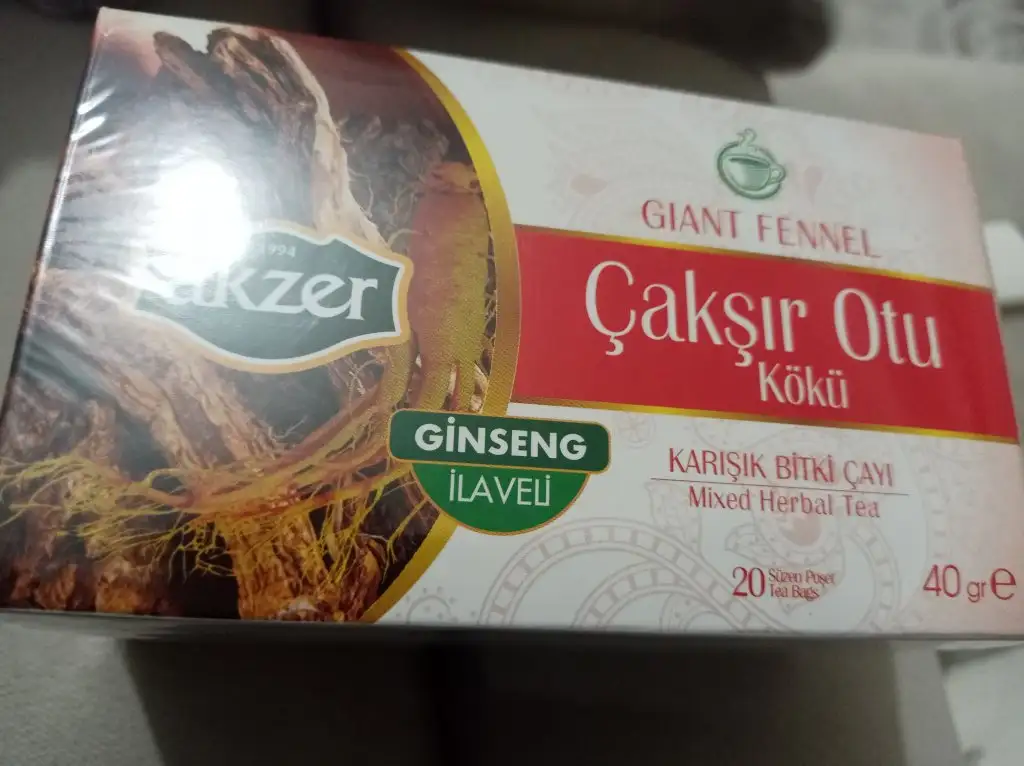 1994
akzer
GİNSENG
İLAVELİ
GIANT FENNEL
Çakşır Otu
Kökü
KARIŞIK BİTKİ ÇAYI
Mixed Herbal Tea
20 Süzen Poşet
Tea Bags
40 gr e